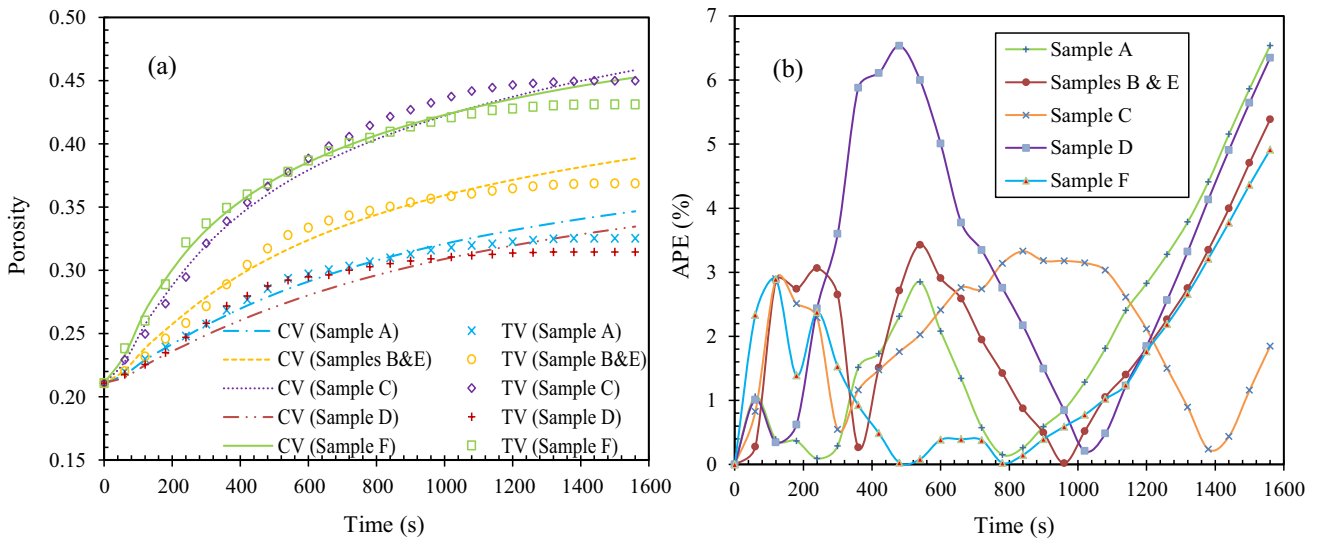 0.50
0.45
0.40
0.35
0.30
0.25
0.20
0.15
Porosity
(a)
CV (Sample A)
TV (Sample A)
CV (Samples B&E)
TV (Sample B&E)
CV (Sample C)
TV (Sample C)
CV (Sample D)
TV (Sample D)
CV (Sample F)
TV (Sample F)
0 200 400 600 800 1000 1200 1400 1600
Time (s)
7
6
5
4
3
2
1
0
APE (%)
(b)
Sample A
Samples B & E
Sample C
Sample D
Sample F
0 200 400 600 800 1000 1200 1400 1600
Time (s)